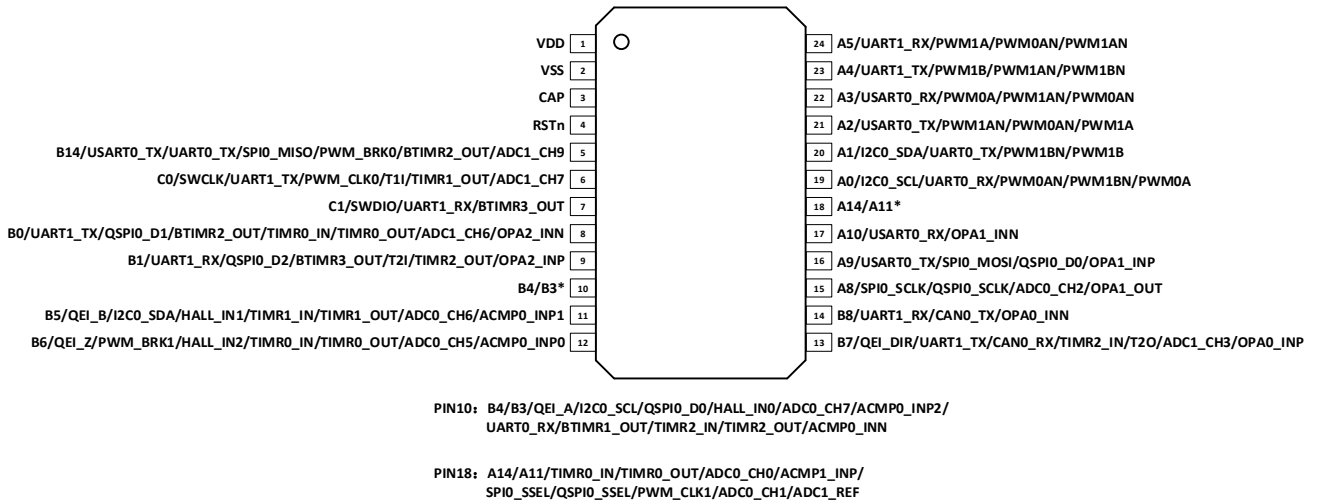 VDD 1
VSS 2
CAP 3
RSTn 4
B14/USART0_TX/UART0_TX/SPI0_MISO/PWM_BRK0/BTIMR2_OUT/ADC1_CH9 5
C0/SWCLK/UART1_TX/PWM_CLK0/T1I/TIMR1_OUT/ADC1_CH7 6
C1/SWDIO/UART1_RX/BTIMR3_OUT 7
B0/UART1_TX/QSPI0_D1/BTIMR2_OUT/TIMR0_IN/TIMR0_OUT/ADC1_CH6/OPA2_INN 8
B1/UART1_RX/QSPI0_D2/BTIMR3_OUT/T2I/TIMR2_OUT/OPA2_INP 9
B4/B3* 10
B5/QEI_B/I2C0_SDA/HALL_IN1/TIMR1_IN/TIMR1_OUT/ADC0_CH6/ACMP0_INP1 11
B6/QEI_Z/PWM_BRK1/HALL_IN2/TIMR0_IN/TIMR0_OUT/ADC0_CH5/ACMP0_INP0 12
24 A5/UART1_RX/PWM1A/PWM0AN/PWM1AN
23 A4/UART1_TX/PWM1B/PWM1AN/PWM1BN
22 A3/USART0_RX/PWM0A/PWM1AN/PWM0AN
21 A2/USART0_TX/PWM1AN/PWM0AN/PWM1A
20 A1/I2C0_SDA/UART0_TX/PWM1BN/PWM1B
19 A0/I2C0_SCL/UART0_RX/PWM0AN/PWM1BN/PWM0A
18 A14/A11*
17 A10/USART0_RX/OPA1_INN
16 A9/USART0_TX/SPI0_MOSI/QSPI0_D0/OPA1_INP
15 A8/SPI0_SCLK/QSPI0_SCLK/ADC0_CH2/OPA1_OUT
14 B8/UART1_RX/CAN0_TX/OPA0_INN
13 B7/QEI_DIR/UART1_TX/CAN0_RX/TIMR2_IN/T2O/ADC1_CH3/OPA0_INP
PIN10：B4/B3/QEI_A/I2C0_SCL/QSPI0_D0/HALL_IN0/ADC0_CH7/ACMP0_INP2/
UART0_RX/BTIMR1_OUT/TIMR2_IN/TIMR2_OUT/ACMP0_INN
PIN18：A14/A11/TIMR0_IN/TIMR0_OUT/ADC0_CH0/ACMP1_INP/
SPI0_SSEL/QSPI0_SSEL/PWM_CLK1/ADC0_CH1/ADC1_REF